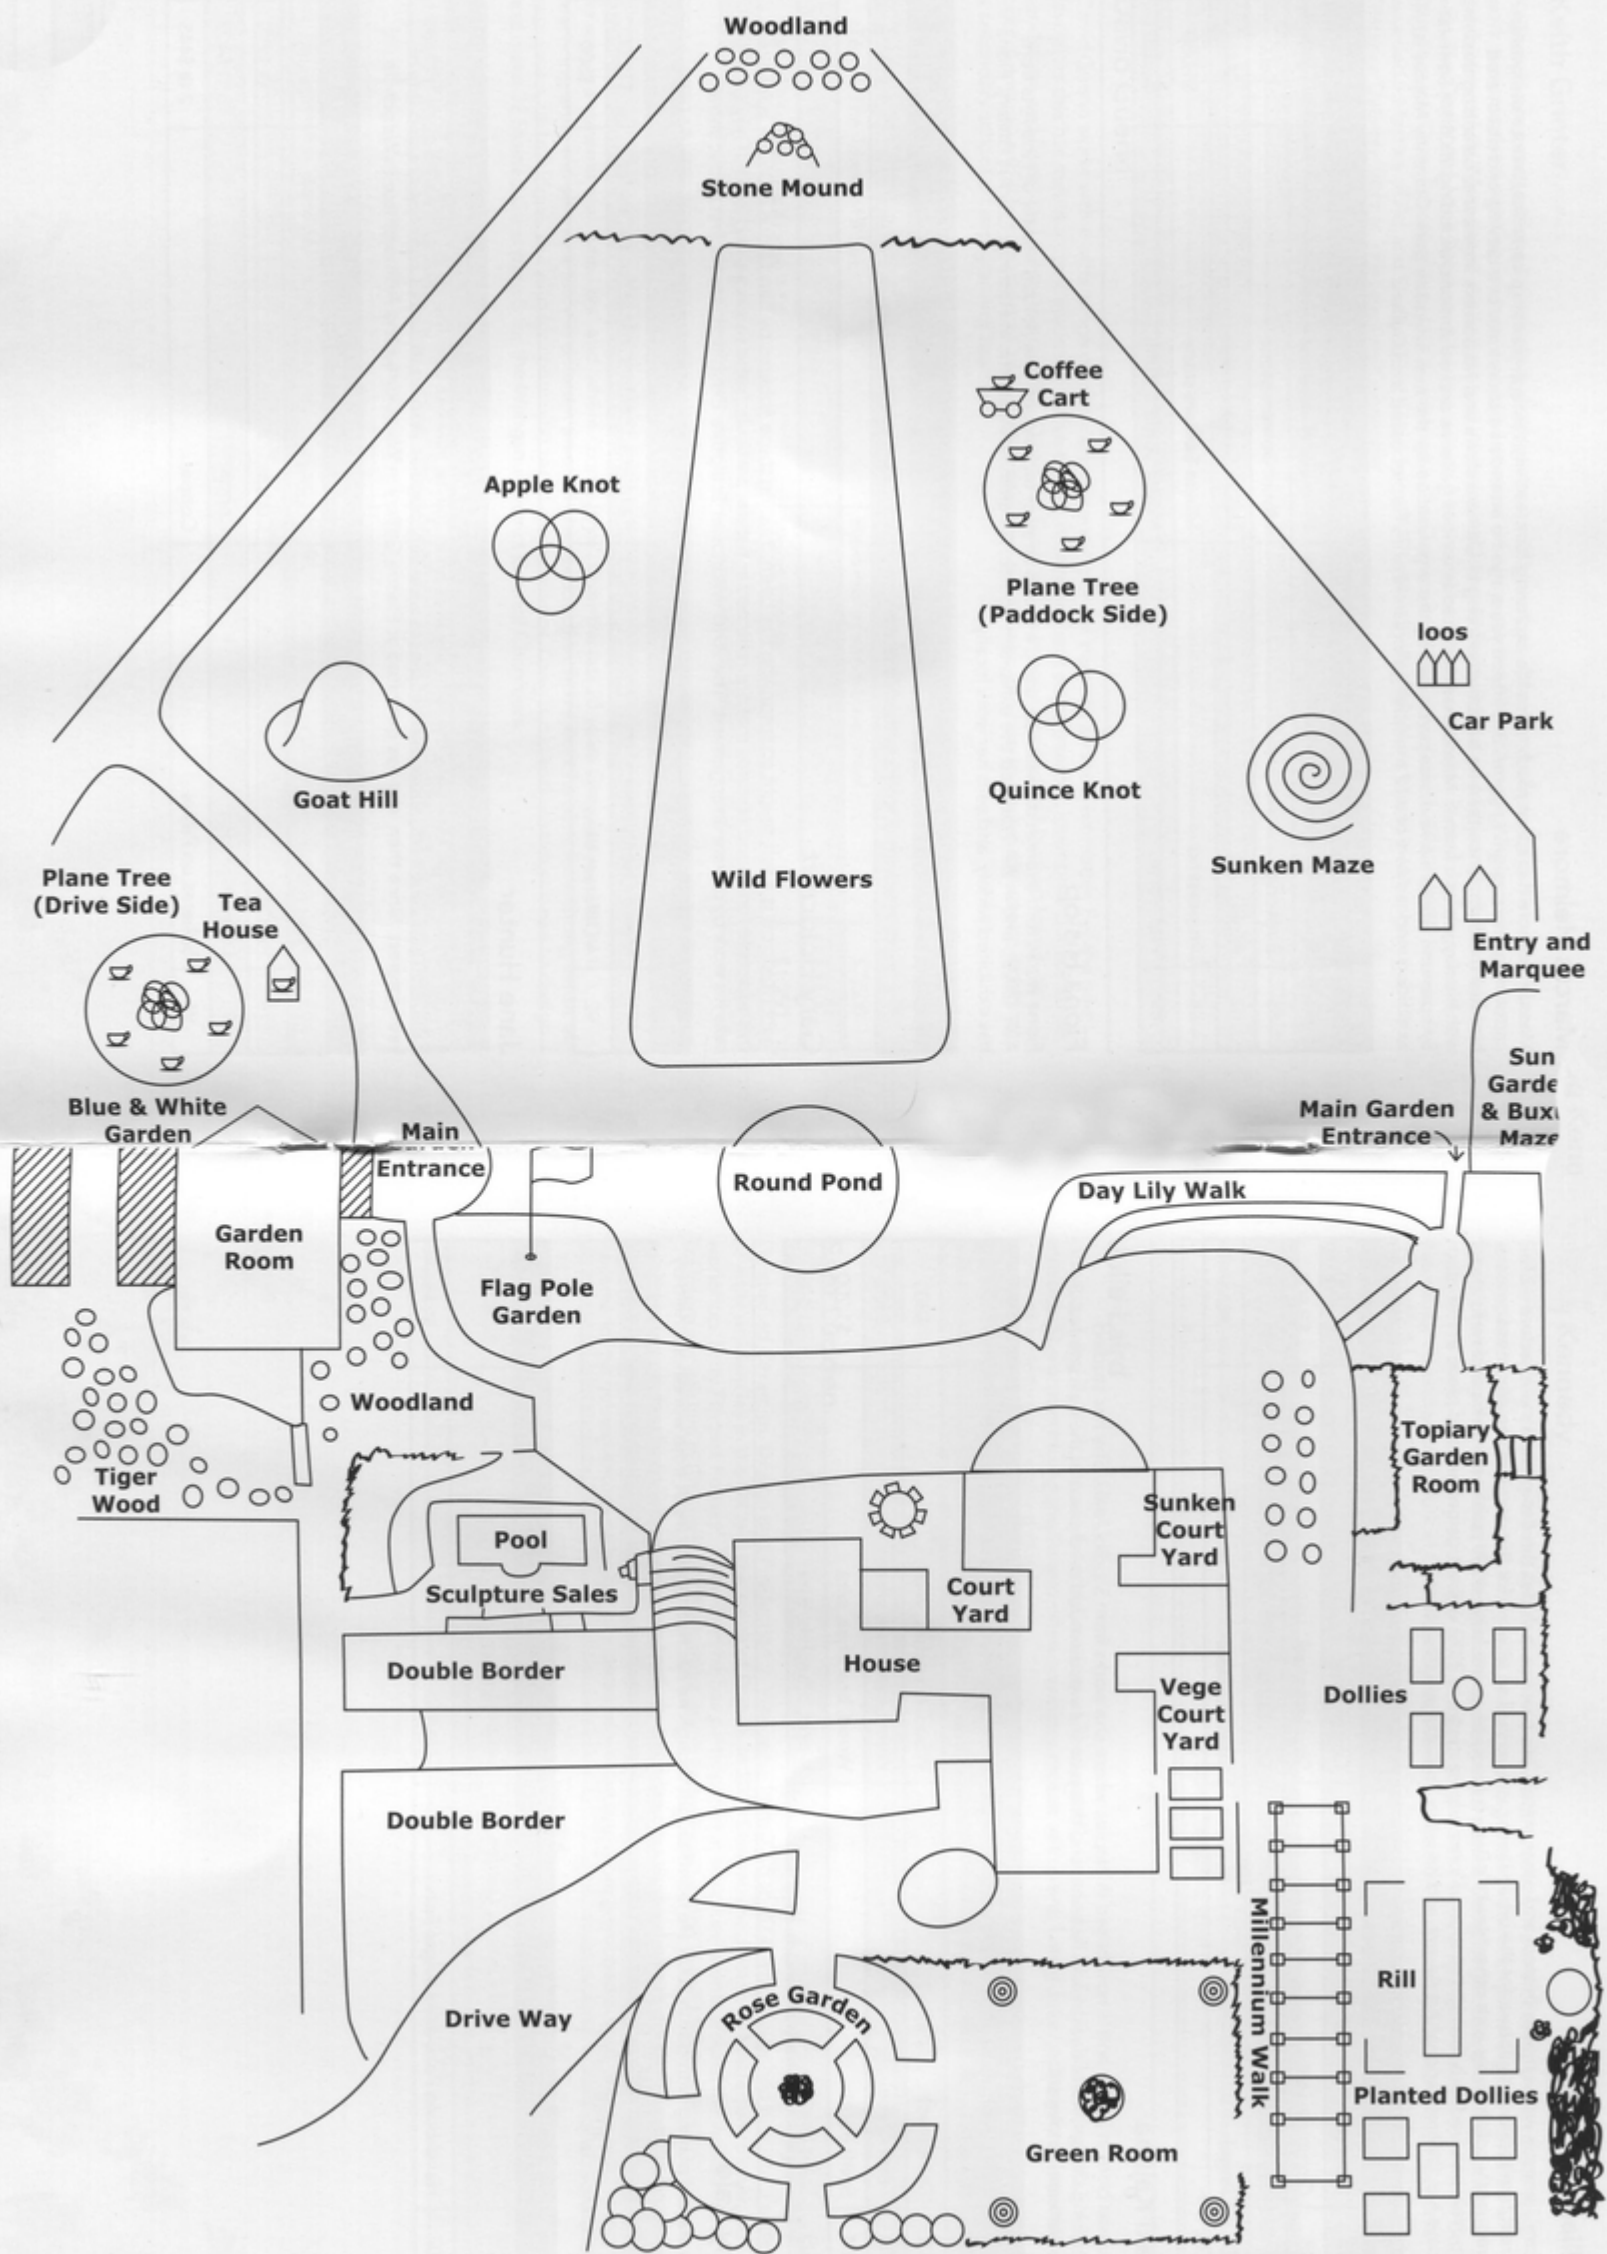 Woodland
Stone Mound
Coffee
Cart
Apple Knot
Plane Tree
(Paddock Side)
loos
Car Park
Quince Knot
Goat Hill
Sunken Maze
Wild Flowers
Plane Tree
(Drive Side)
Tea
House
Entry and
Marquee
Sun
Garde
& Bux
Maze
Main Garden
Entrance
Blue & White
Garden
Main
Entrance
Round Pond
Day Lily Walk
Garden
Room
Flag Pole
Garden
Woodland
Topiary
Garden
Room
Tiger
Wood
Sunken
Court
Yard
Pool
Sculpture Sales
Court
Yard
House
Double Border
Vege
Court
Yard
Dollies
Double Border
Millennium Walk
Rill
Rose Garden
Drive Way
Planted Dollies
Green Room